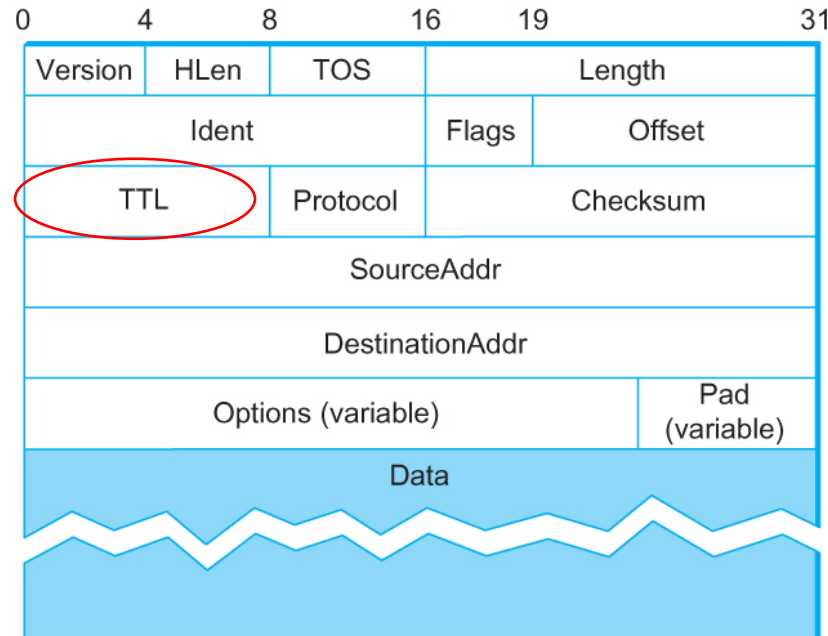 0 4 8 16 19 31
Version HLen TOS Length
Ident Flags Offset
TTL Protocol Checksum
SourceAddr
DestinationAddr
Options (variable) Pad
(variable)
Data